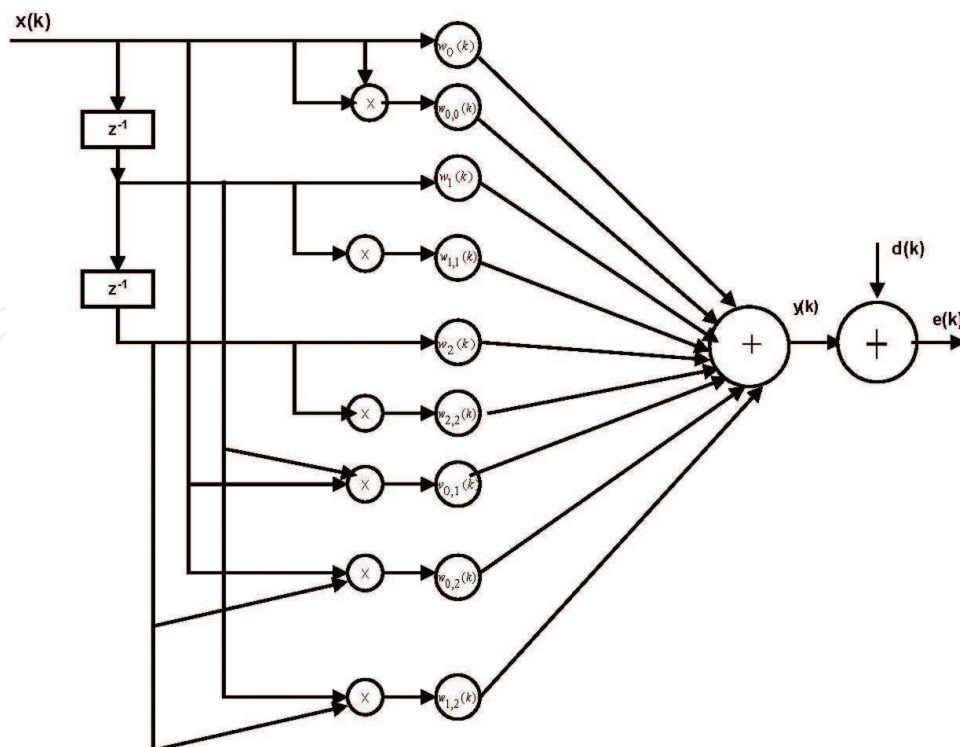 x(k)
w₀(k)
×
w₀,₀(k)
z⁻¹
w₁(k)
×
w₁,₁(k)
d(k)
z⁻¹
y(k)
e(k)
w₂(k)
+
+
×
w₂,₂(k)
×
w₀,₁(k)
×
w₀,₂(k)
×
w₁,₂(k)